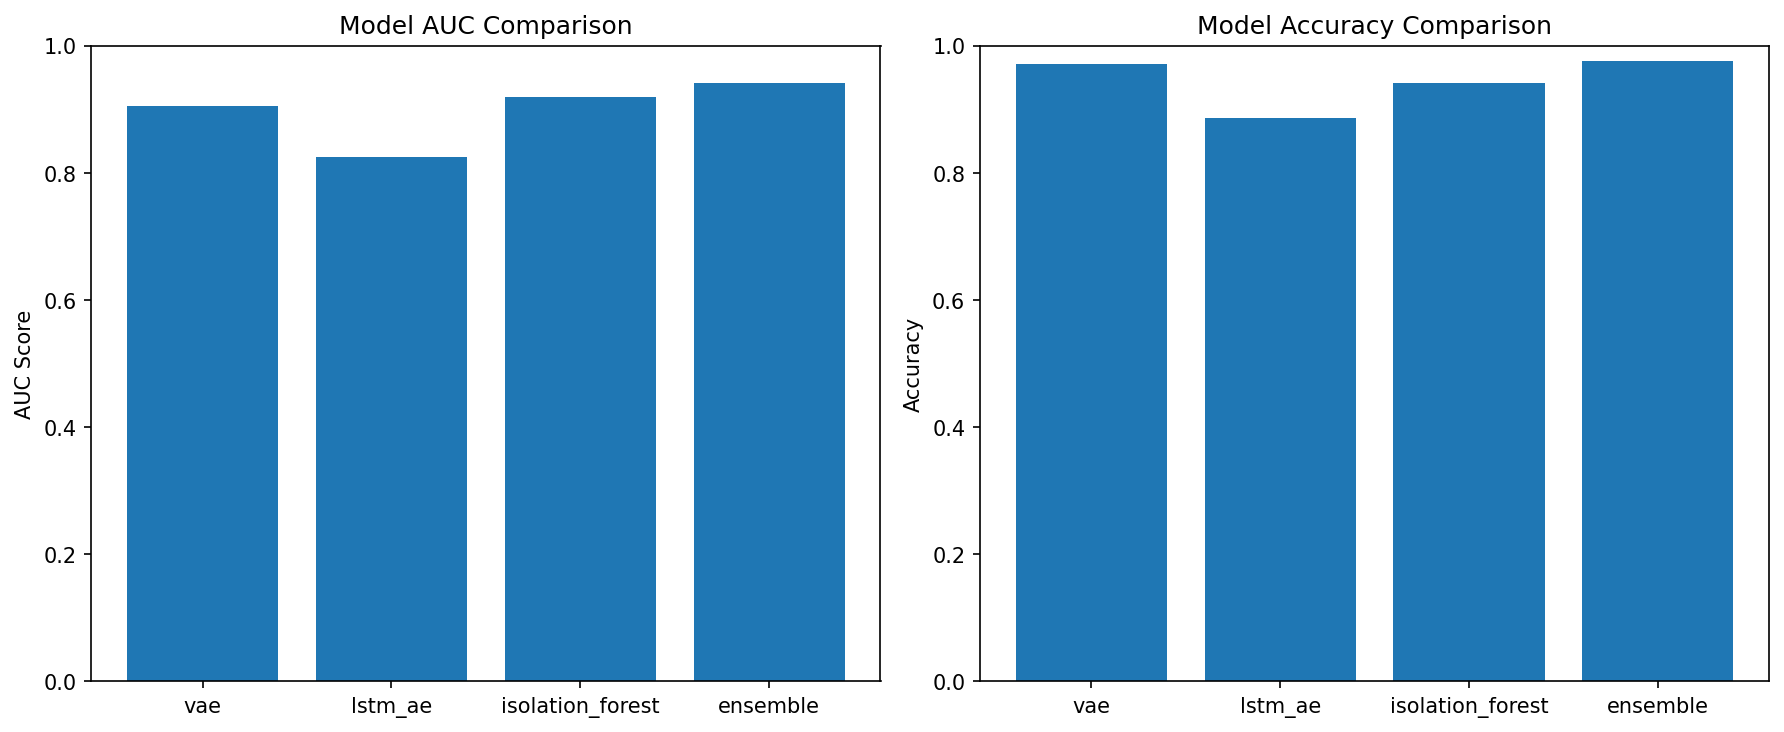 Model AUC Comparison
AUC Score
1.0
0.8
0.6
0.4
0.2
0.0
vae lstm_ae isolation_forest ensemble
Model Accuracy Comparison
Accuracy
1.0
0.8
0.6
0.4
0.2
0.0
vae lstm_ae isolation_forest ensemble